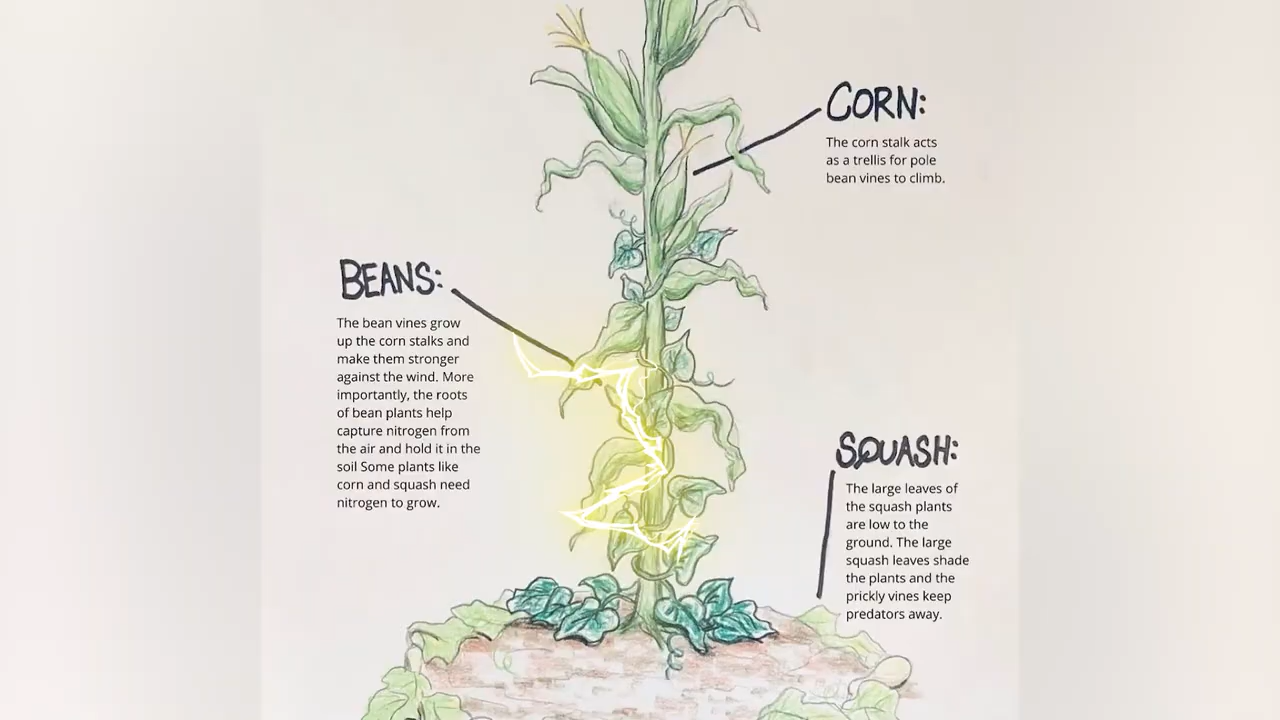 CORN:
The corn stalk acts
as a trellis for pole
bean vines to climb.
BEANS:
The bean vines grow
up the corn stalks and
make them stronger
against the wind. More
importantly, the roots
of bean plants help
capture nitrogen from
the air and hold it in the
soil Some plants like
corn and squash need
nitrogen to grow.
SQUASH:
The large leaves of
the squash plants
are low to the
ground. The large
squash leaves shade
the plants and the
prickly vines keep
predators away.